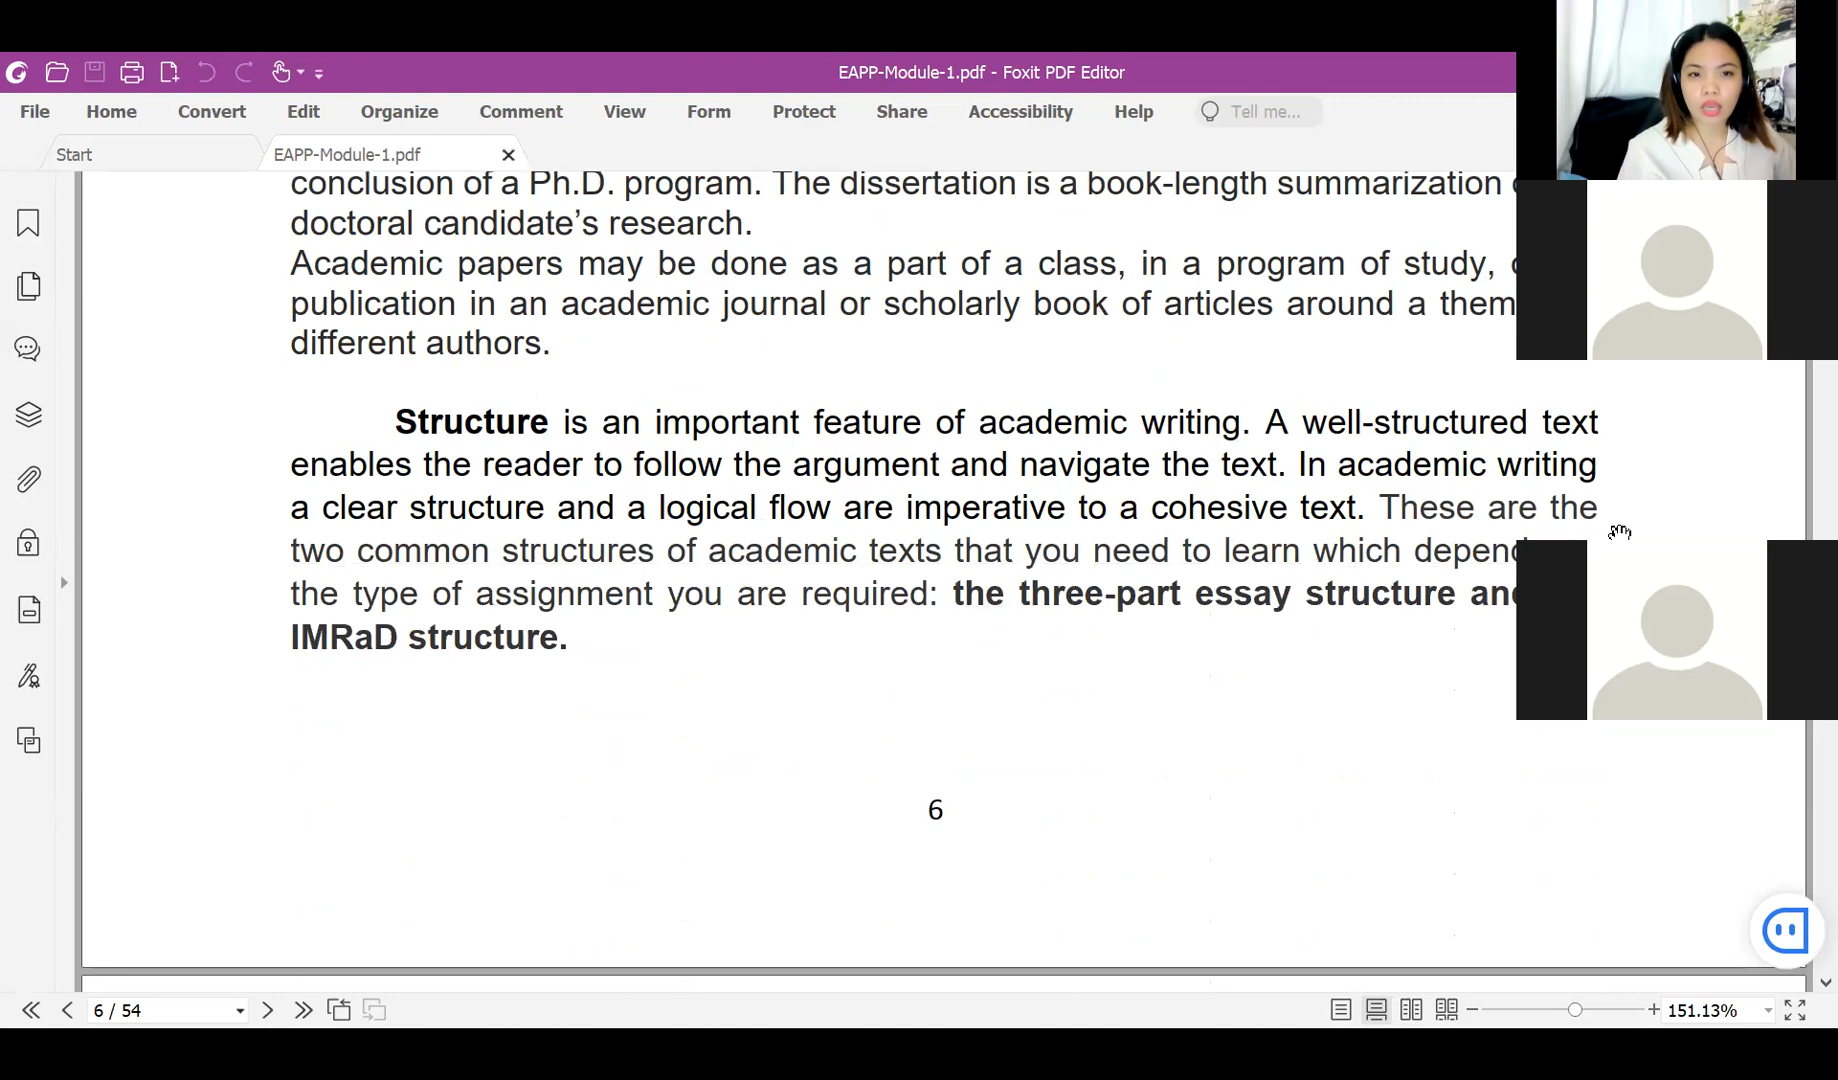 EAPP-Module-1.pdf - Foxit PDF Editor
File Home Convert Edit Organize Comment View Form Protect Share Accessibility Help Tell me...
Start EAPP-Module-1.pdf
conclusion of a Ph.D. program. The dissertation is a book-length summarization
doctoral candidate’s research.
Academic papers may be done as a part of a class, in a program of study,
publication in an academic journal or scholarly book of articles around a
different authors.
Structure is an important feature of academic writing. A well-structured text
enables the reader to follow the argument and navigate the text. In academic writing
a clear structure and a logical flow are imperative to a cohesive text. These are the
two common structures of academic texts that you need to learn which
the type of assignment you are required: the three-part essay structure
IMRaD structure.
6
6 / 54 151.13%